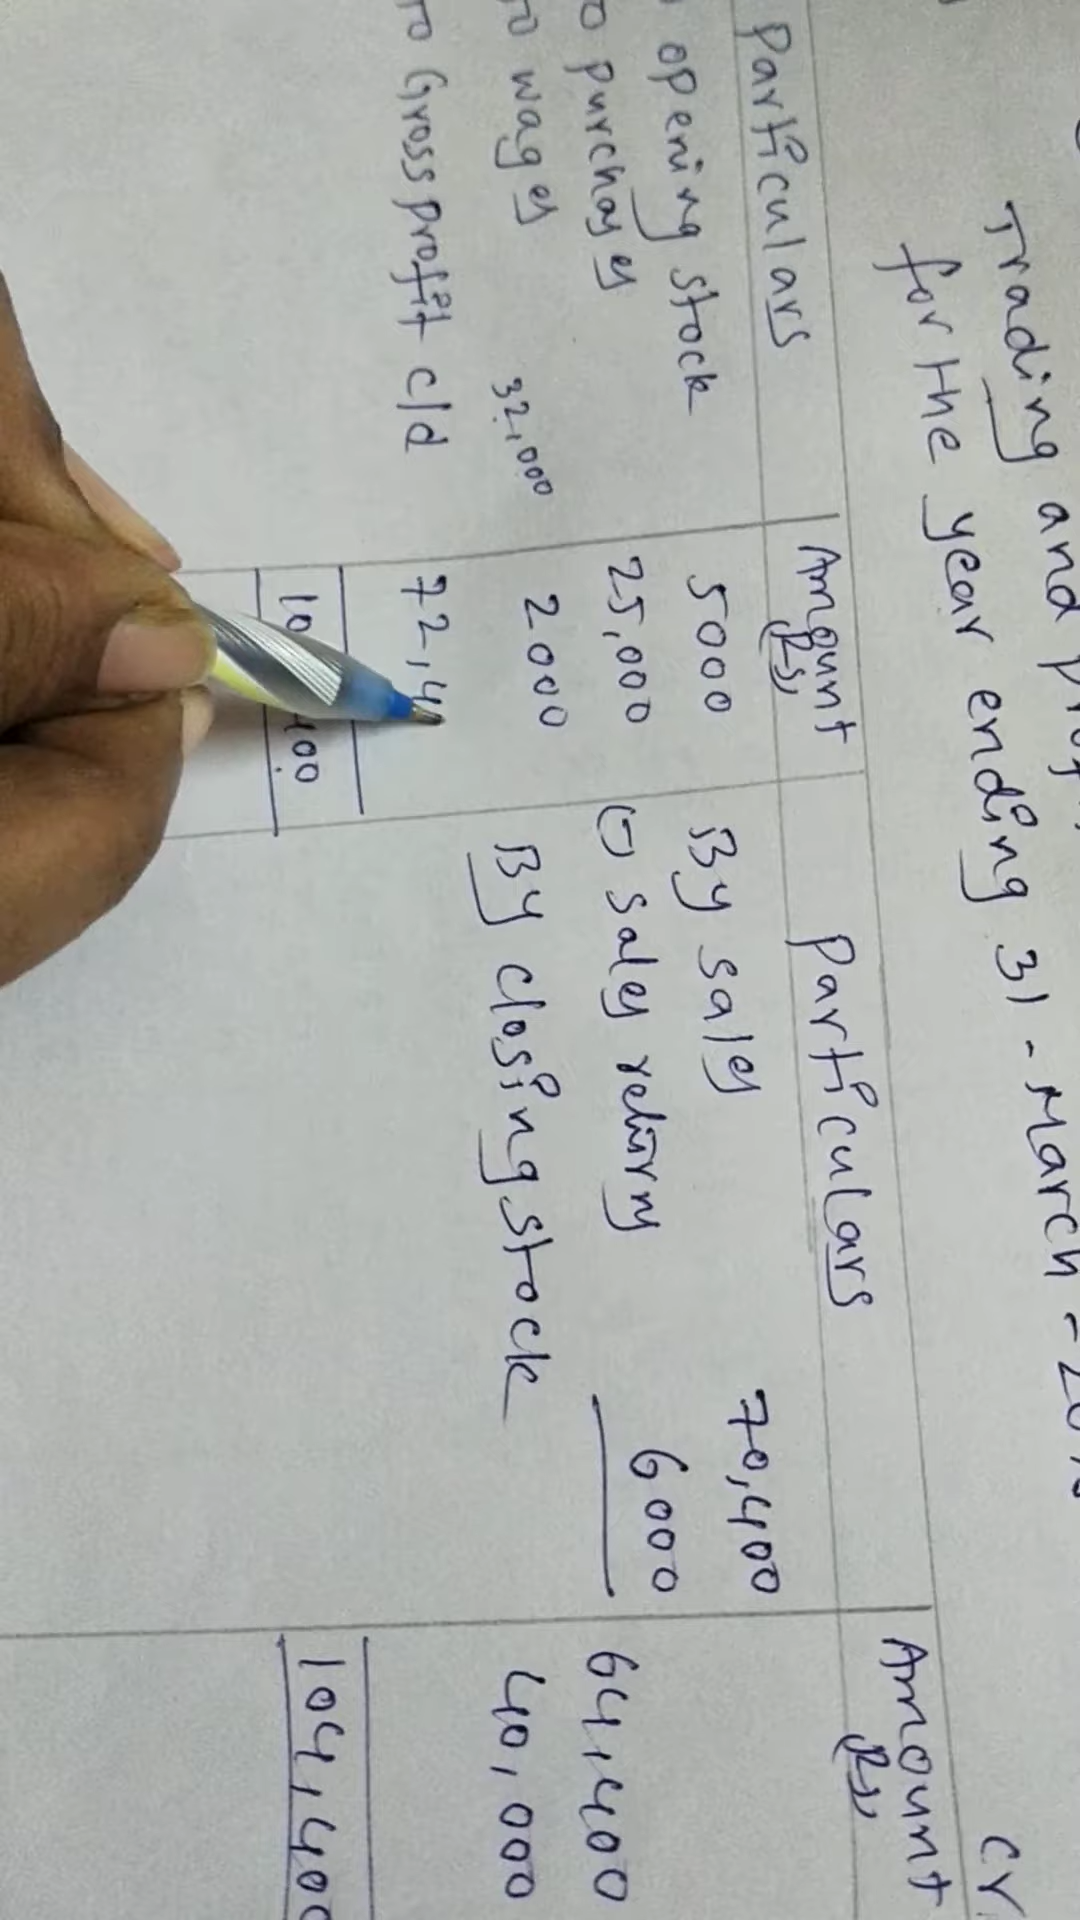 Trading and
for the year ending 31 - March -
Cr
Particulars Amount Particulars Amount
(Rs) (Rs)
opening stock 5000 By sales 70,400
purchases 25,000 (-) sales return 6000 64,400
wages 2000 By closing stock 40,000
32,000
To Gross profit c/d 72,4
104,400